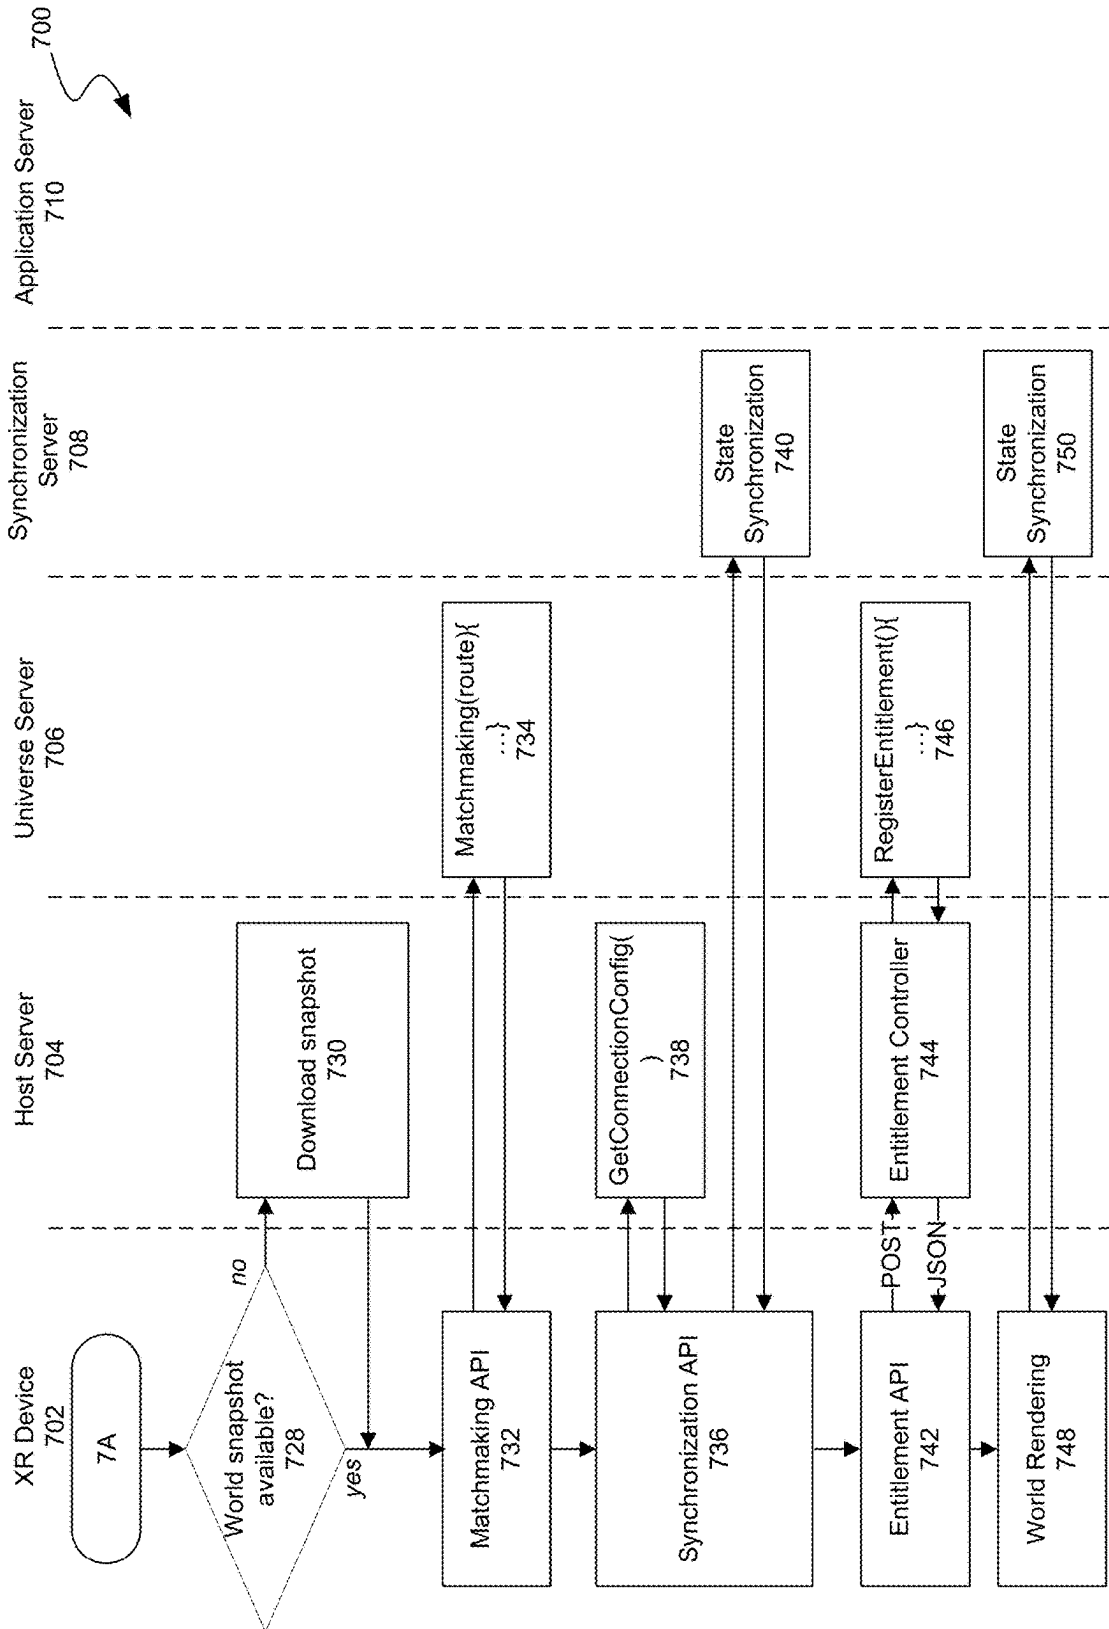 700
XR Device
702
Host Server
704
Universe Server
706
Synchronization
Server
708
Application Server
710
7A
World snapshot
available?
728
no
yes
Download snapshot
730
Matchmaking API
732
Matchmaking(route){
...}
734
Synchronization API
736
GetConnectionConfig(
)
738
State
Synchronization
740
Entitlement API
742
POST
JSON
Entitlement Controller
744
RegisterEntitlement(){
...}
746
World Rendering
748
State
Synchronization
750